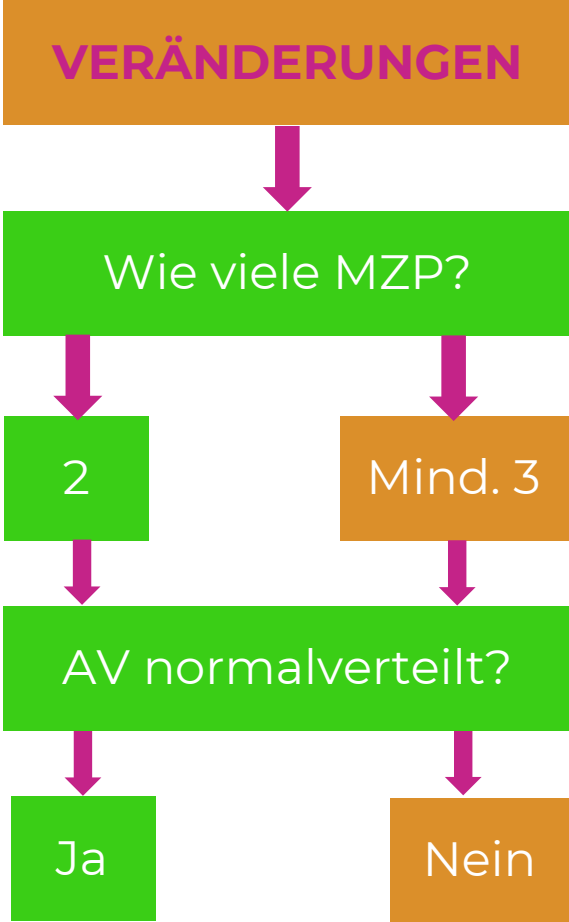 VERÄNDERUNGEN
Wie viele MZP?
2
Mind. 3
AV normalverteilt?
Ja
Nein